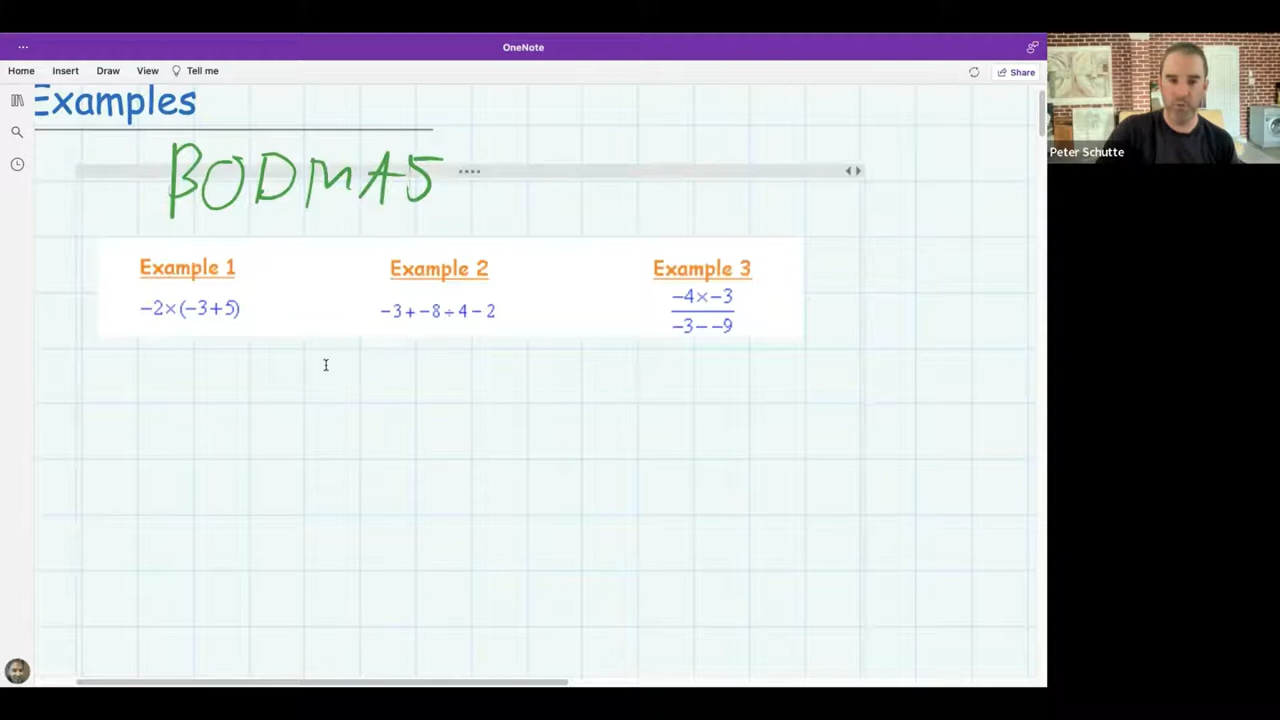 OneNote
Home Insert Draw View Tell me
Share
Examples
BODMAS
Example 1 Example 2 Example 3
−2×(−3+5) −3+−8÷4−2 −4×−3
−3−−9
Peter Schutte